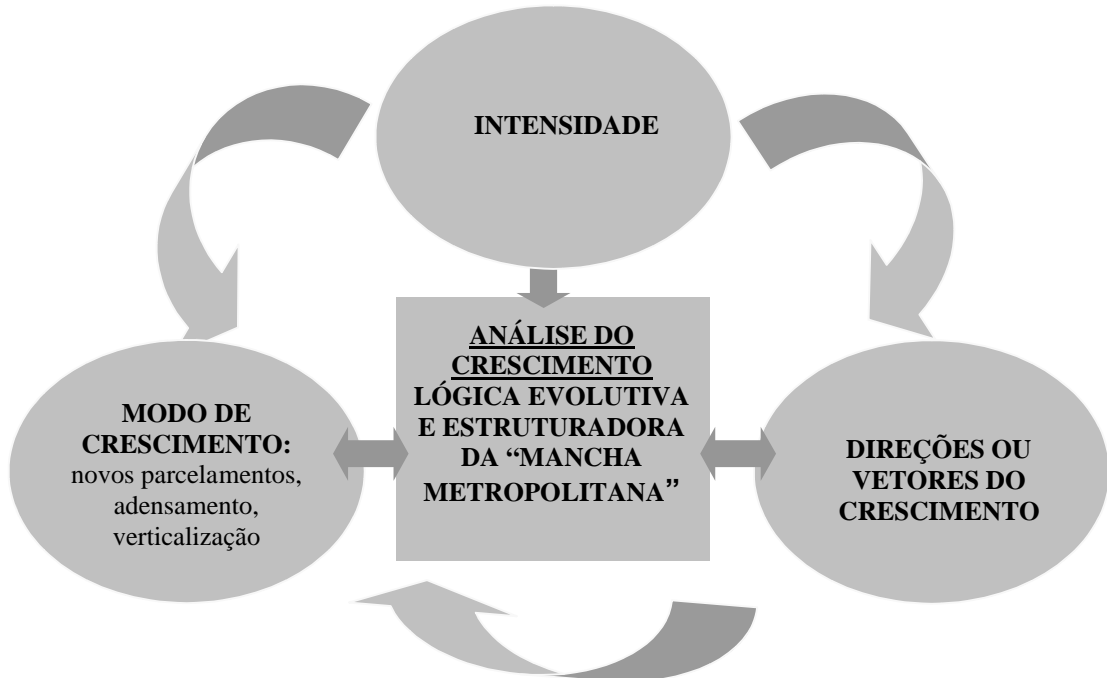 INTENSIDADE
ANÁLISE DO
CRESCIMENTO
LÓGICA EVOLUTIVA
E ESTRUTURADORA
DA “MANCHA
METROPOLITANA”
MODO DE
CRESCIMENTO:
novos parcelamentos,
adensamento,
verticalização
DIREÇÕES OU
VETORES DO
CRESCIMENTO